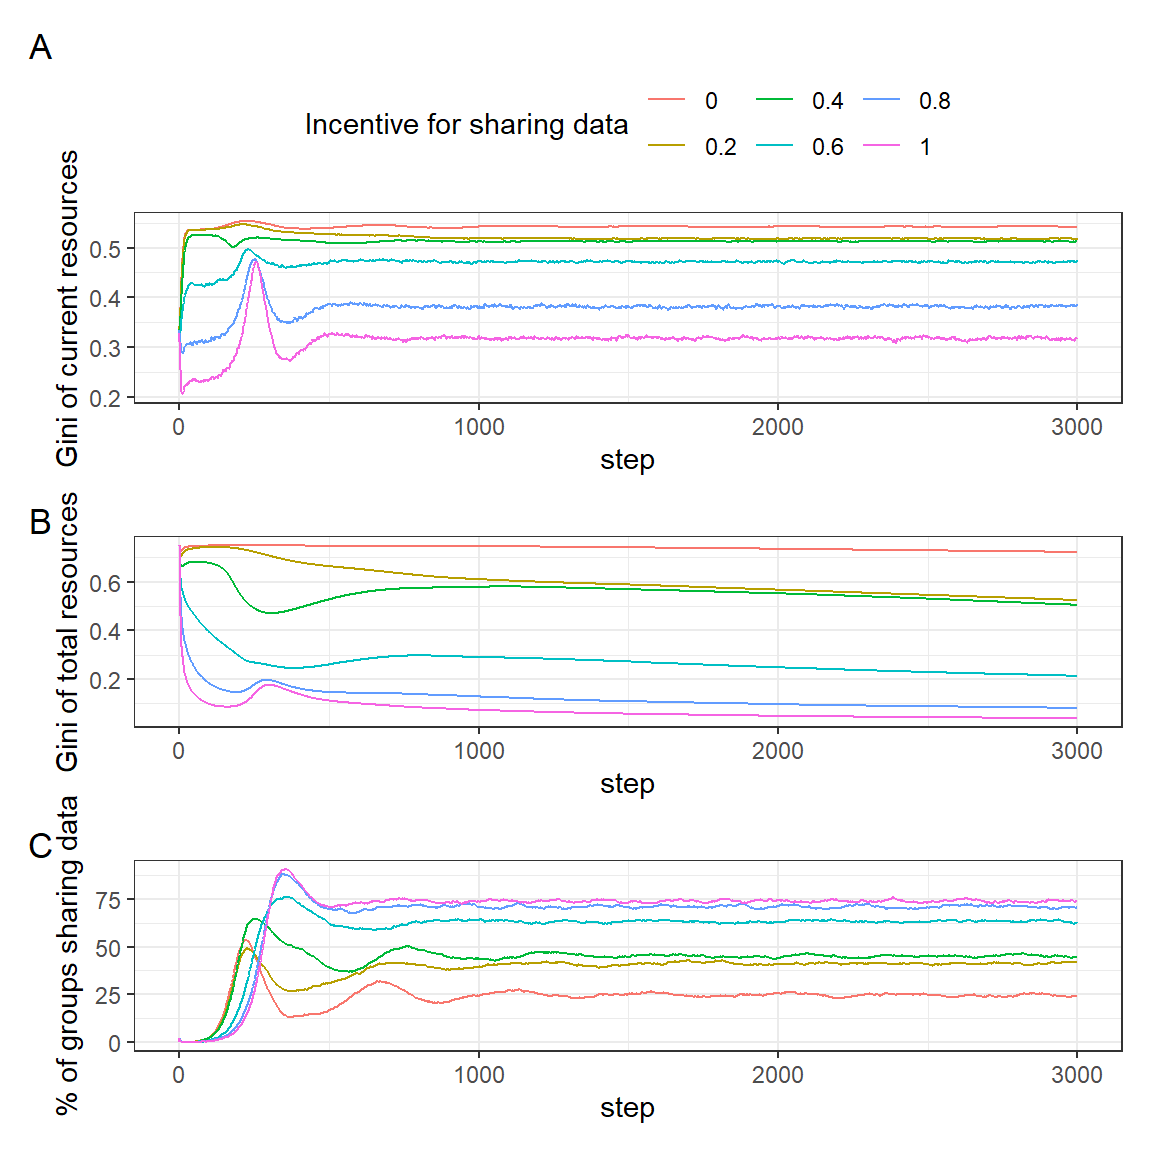 A
Incentive for sharing data
0 0.4 0.8
0.2 0.6 1
Gini of current resources
0.5
0.4
0.3
0.2
0 1000 2000 3000
step
B
Gini of total resources
0.6
0.4
0.2
0 1000 2000 3000
step
C
% of groups sharing data
75
50
25
0
0 1000 2000 3000
step